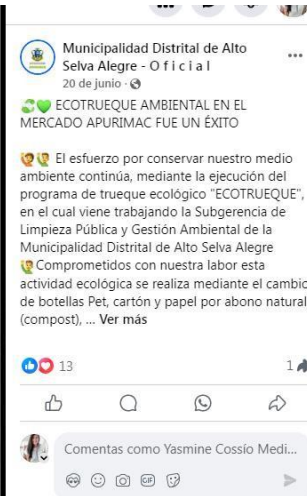 Municipalidad Distrital de Alto
Selva Alegre - O f i c i a l
20 de junio ·
ECOTRUEQUE AMBIENTAL EN EL
MERCADO APURIMAC FUE UN ÉXITO
El esfuerzo por conservar nuestro medio
ambiente continúa, mediante la ejecución del
programa de trueque ecológico "ECOTRUEQUE",
en el cual viene trabajando la Subgerencia de
Limpieza Pública y Gestión Ambiental de la
Municipalidad Distrital de Alto Selva Alegre
Comprometidos con nuestra labor esta
actividad ecológica se realiza mediante el cambio
de botellas Pet, cartón y papel por abono natural
(compost), ... Ver más
13
1
Comentas como Yasmine Cossío Medi...
GIF